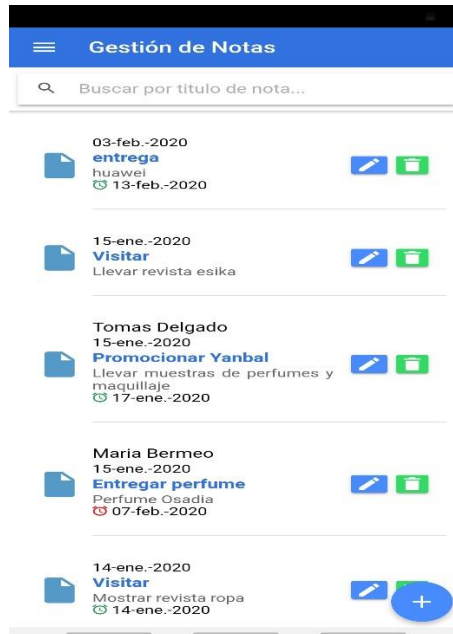 Gestión de Notas
Buscar por titulo de nota...
03-feb.-2020
entrega
huawei
13-feb.-2020
15-ene.-2020
Visitar
Llevar revista esika
Tomas Delgado
15-ene.-2020
Promocionar Yanbal
Llevar muestras de perfumes y
maquillaje
17-ene.-2020
Maria Bermeo
15-ene.-2020
Entregar perfume
Perfume Osadia
07-feb.-2020
14-ene.-2020
Visitar
Mostrar revista ropa
14-ene.-2020